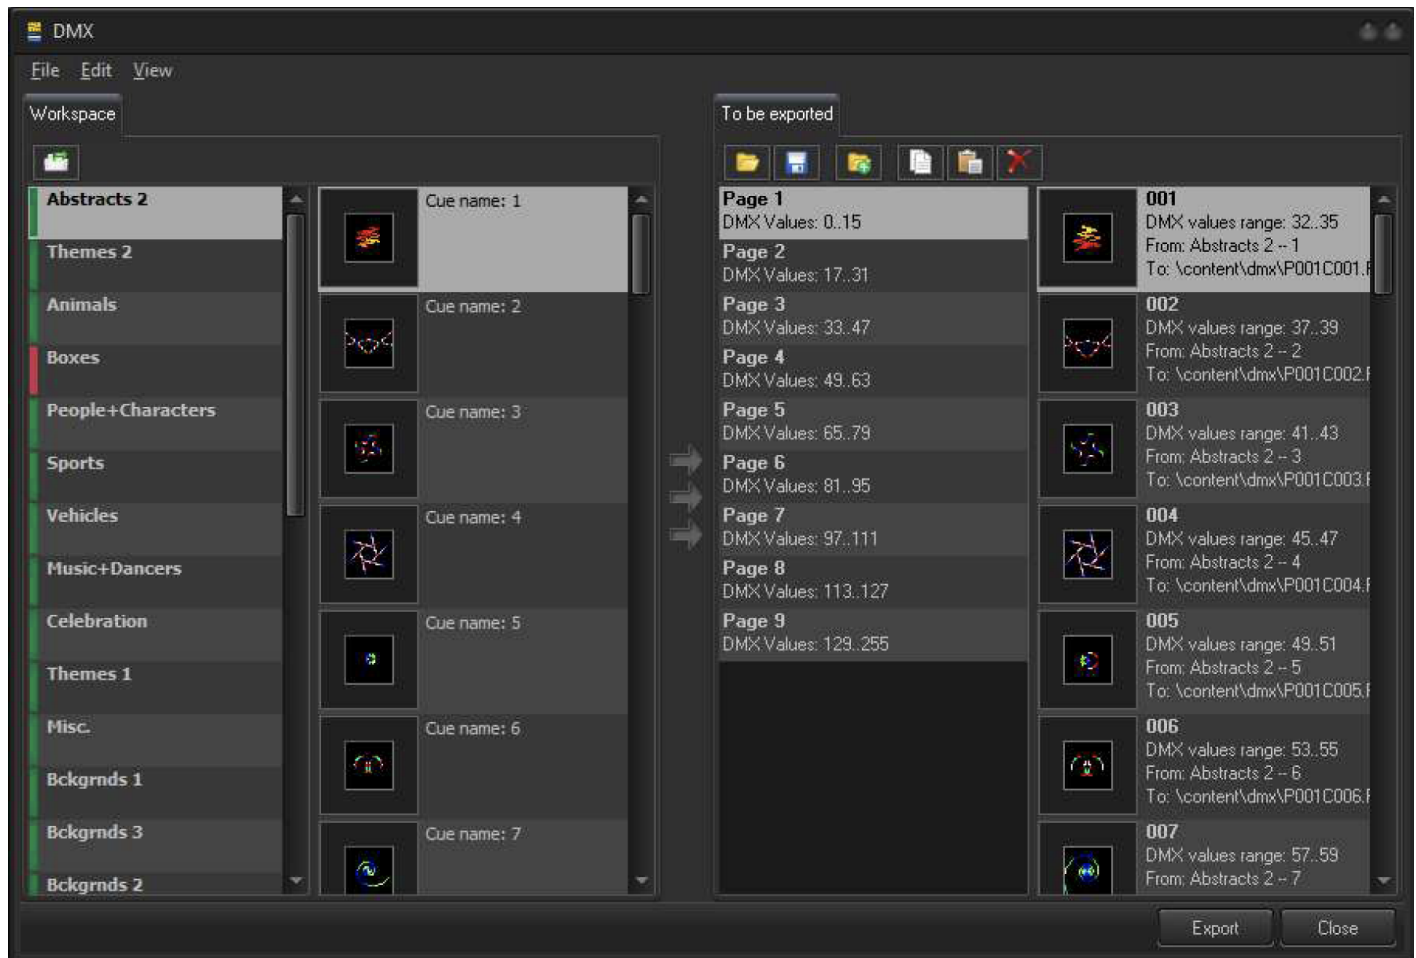 DMX
File Edit View
Workspace
Abstracts 2
Themes 2
Animals
Boxes
People+Characters
Sports
Vehicles
Music+Dancers
Celebration
Themes 1
Misc.
Bckgrnds 1
Bckgrnds 3
Bckgrnds 2
Cue name: 1
Cue name: 2
Cue name: 3
Cue name: 4
Cue name: 5
Cue name: 6
Cue name: 7
To be exported
Page 1
DMX Values: 0..15
Page 2
DMX Values: 17..31
Page 3
DMX Values: 33..47
Page 4
DMX Values: 49..63
Page 5
DMX Values: 65..79
Page 6
DMX Values: 81..95
Page 7
DMX Values: 97..111
Page 8
DMX Values: 113..127
Page 9
DMX Values: 129..255
001
DMX values range: 32..35
From: Abstracts 2 -- 1
To: \content\dmx\P001C001.F
002
DMX values range: 37..39
From: Abstracts 2 -- 2
To: \content\dmx\P001C002.F
003
DMX values range: 41..43
From: Abstracts 2 -- 3
To: \content\dmx\P001C003.F
004
DMX values range: 45..47
From: Abstracts 2 -- 4
To: \content\dmx\P001C004.F
005
DMX values range: 49..51
From: Abstracts 2 -- 5
To: \content\dmx\P001C005.F
006
DMX values range: 53..55
From: Abstracts 2 -- 6
To: \content\dmx\P001C006.F
007
DMX values range: 57..59
From: Abstracts 2 -- 7
Export
Close